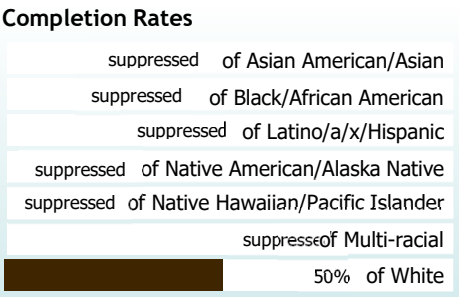 Completion Rates
suppressed of Asian American/Asian
suppressed of Black/African American
suppressed of Latino/a/x/Hispanic
suppressed of Native American/Alaska Native
suppressed of Native Hawaiian/Pacific Islander
suppresse of Multi-racial
50% of White